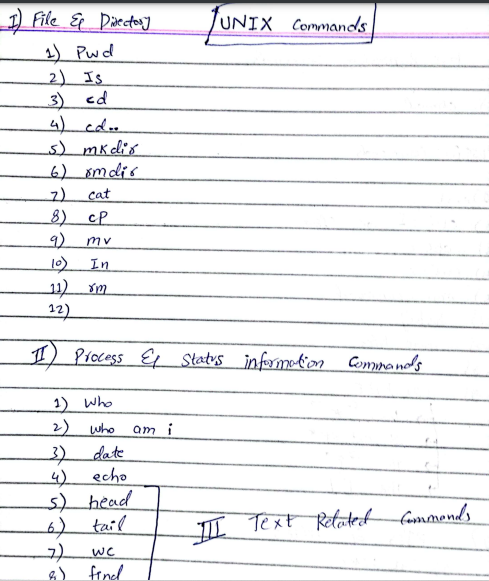 I) File & Directory
UNIX Commands
1) Pwd
2) Is
3) cd
4) cd..
5) mkdir
6) rmdir
7) cat
8) cP
9) mv
10) In
11) rm
12)
II) Process & Status information Commands
1) Who
2) who am i
3) date
4) echo
5) head
6) tail
III Text Related Commands
7) wc
8) find